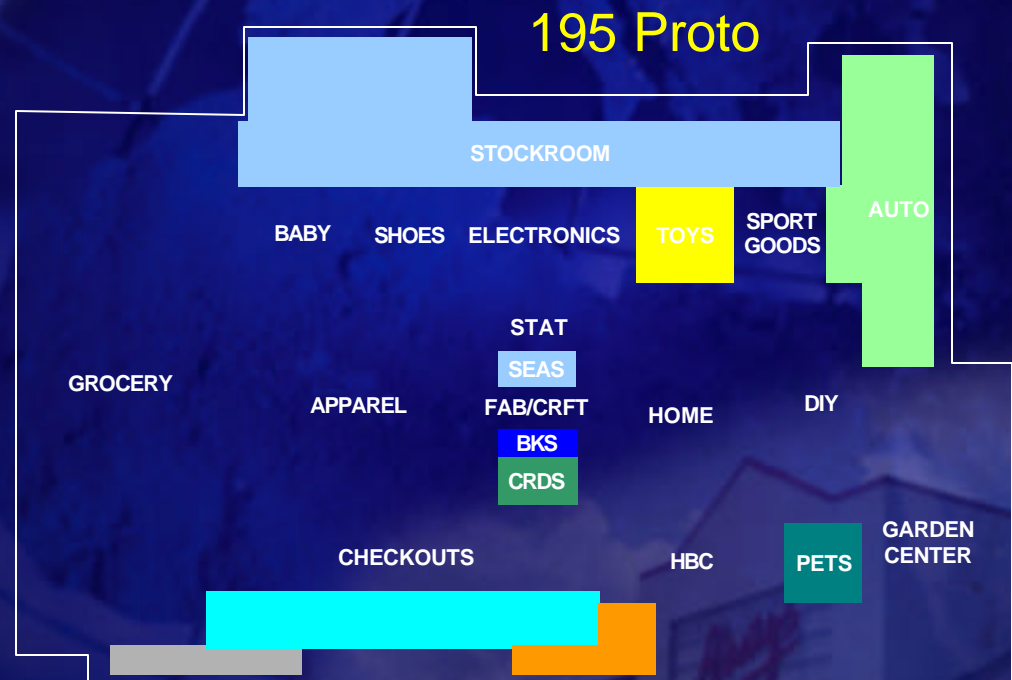 195 Proto
STOCKROOM
AUTO
BABY SHOES ELECTRONICS TOYS SPORT
GOODS
STAT
SEAS
GROCERY
APPAREL FAB/CRFT HOME DIY
BKS
CRDS
GARDEN
CENTER
CHECKOUTS HBC PETS